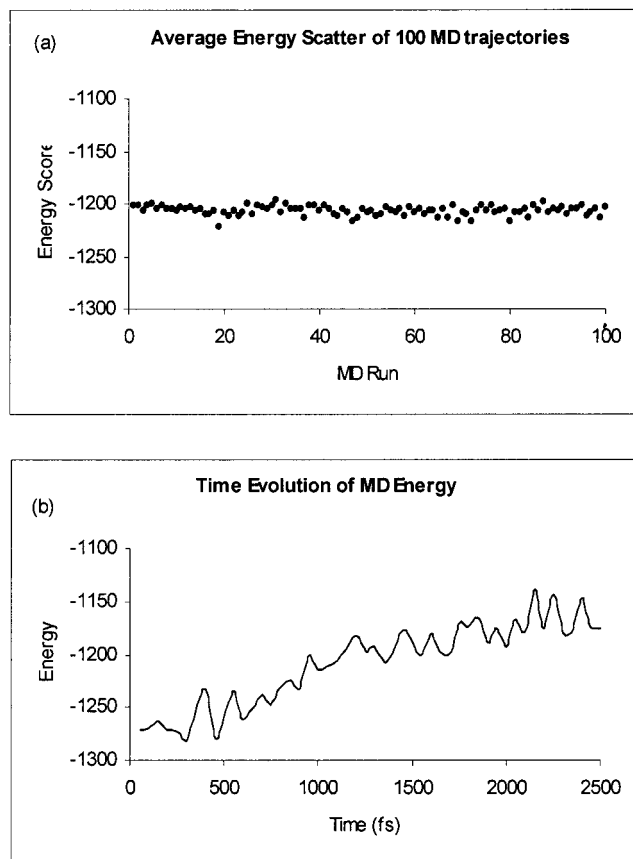 (a)
Average Energy Scatter of 100 MD trajectories
-1100
-1150
-1200
-1250
-1300
Energy Score
0 20 40 60 80 100
MD Run
(b)
Time Evolution of MD Energy
-1100
-1150
-1200
-1250
-1300
Energy
0 500 1000 1500 2000 2500
Time (fs)